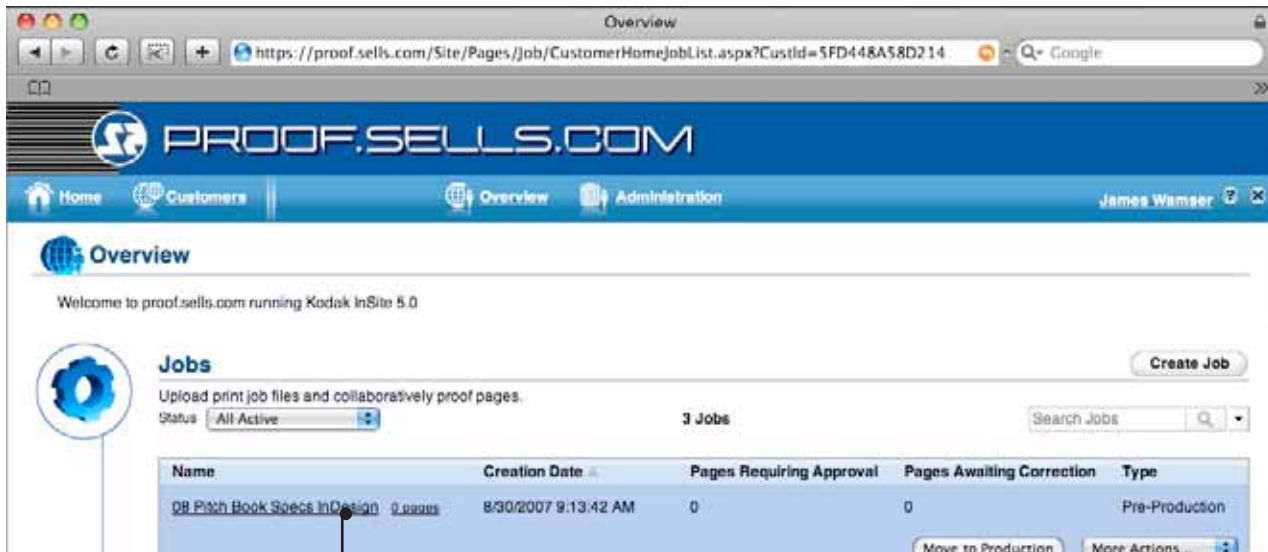 Overview
https://proof.sells.com/Site/Pages/Job/CustomerHomeJobList.aspx?CustId=5FD448A58D214
Google
PROOF.SELLS.COM
Home Customers Overview Administration James Wamser ?
Overview
Welcome to proof.sells.com running Kodak InSite 5.0
Jobs Create Job
Upload print job files and collaboratively proof pages.
Status All Active 3 Jobs Search Jobs
Name Creation Date Pages Requiring Approval Pages Awaiting Correction Type
08 Pitch Book Specs InDesign 0 pages 8/30/2007 9:13:42 AM 0 0 Pre-Production
Move to Production More Actions...